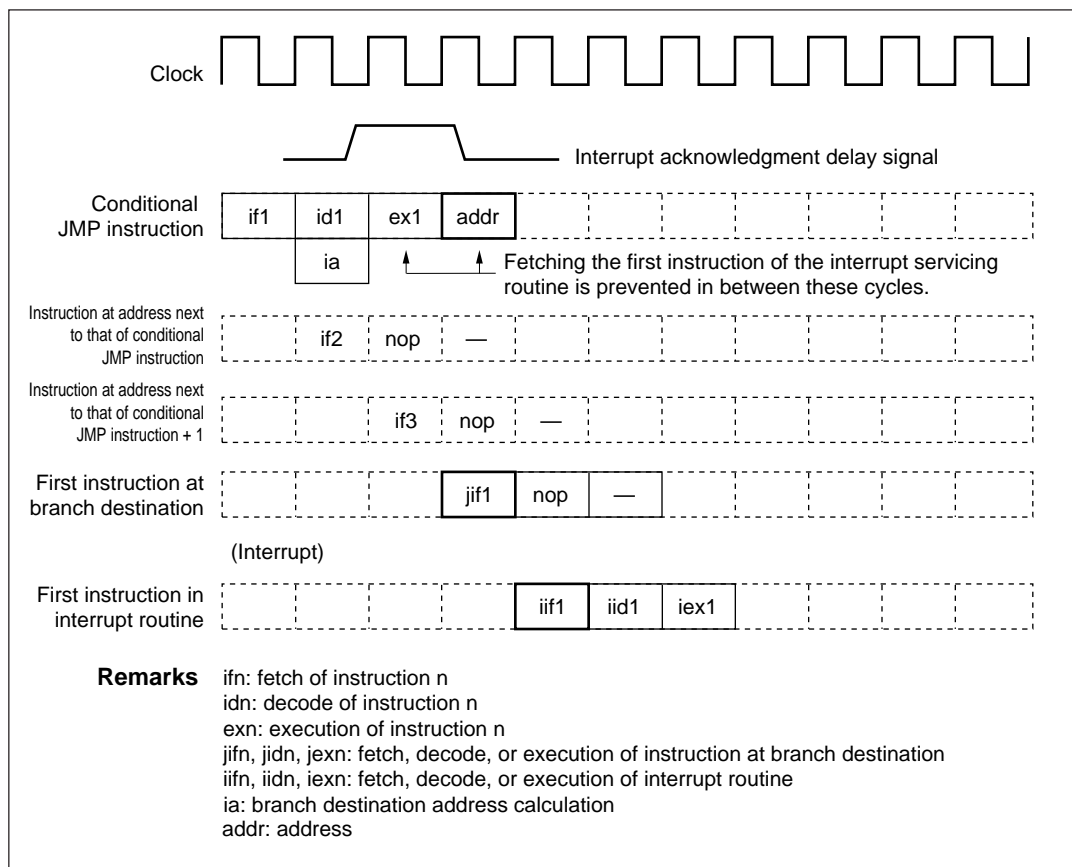 Clock
Interrupt acknowledgment delay signal
Conditional
JMP instruction
if1 id1 ex1 addr
ia
Fetching the first instruction of the interrupt servicing
routine is prevented in between these cycles.
Instruction at address next
to that of conditional
JMP instruction
if2 nop —
Instruction at address next
to that of conditional
JMP instruction + 1
if3 nop —
First instruction at
branch destination
jif1 nop —
(Interrupt)
First instruction in
interrupt routine
iif1 iid1 iex1
Remarks
ifn: fetch of instruction n
idn: decode of instruction n
exn: execution of instruction n
jifn, jidn, jexn: fetch, decode, or execution of instruction at branch destination
iifn, iidn, iexn: fetch, decode, or execution of interrupt routine
ia: branch destination address calculation
addr: address